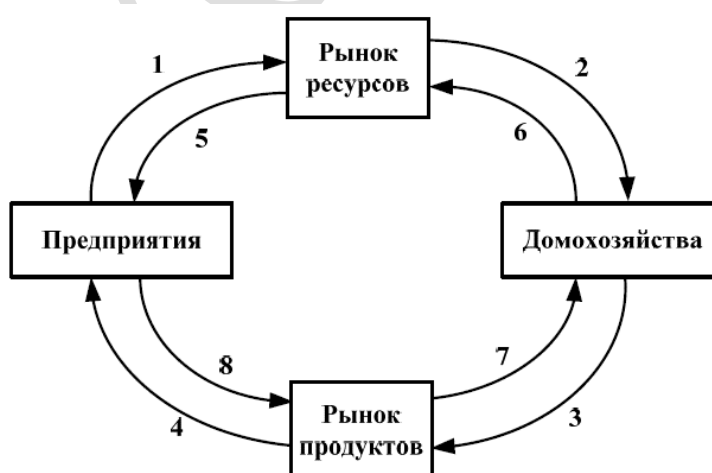 Рынок
ресурсов
1
2
5
6
Предприятия
Домохозяйства
8
7
4
3
Рынок
продуктов